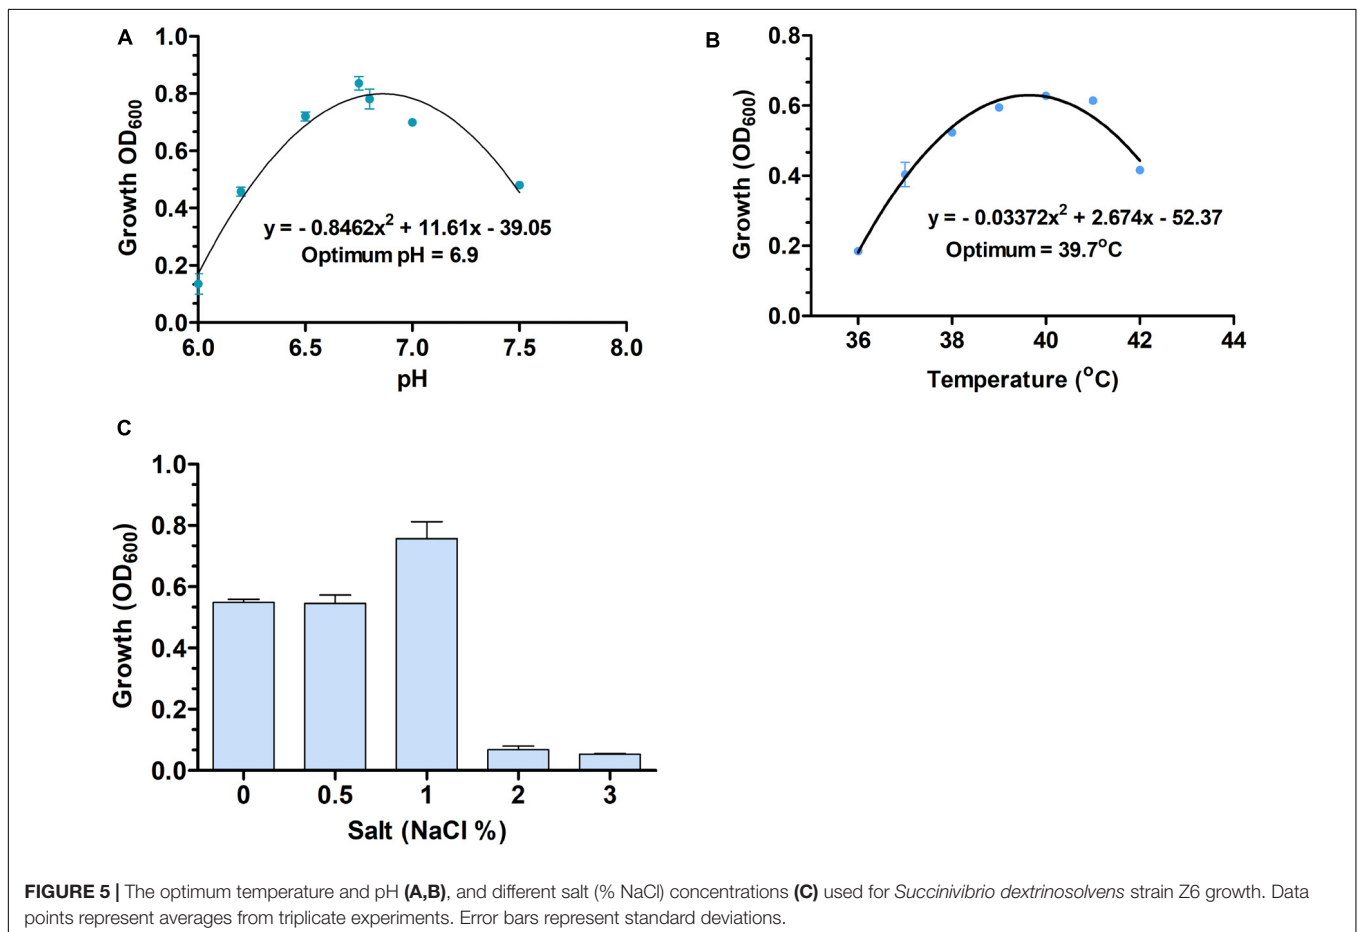 A
1.0
0.8
0.6
0.4
0.2
0.0
Growth OD600
y = - 0.8462x² + 11.61x - 39.05
Optimum pH = 6.9
6.0 6.5 7.0 7.5 8.0
pH
B
0.8
0.6
0.4
0.2
0.0
Growth (OD600)
y = - 0.03372x² + 2.674x - 52.37
Optimum = 39.7°C
36 38 40 42 44
Temperature (°C)
C
1.0
0.8
0.6
0.4
0.2
0.0
Growth (OD600)
0 0.5 1 2 3
Salt (NaCl %)
FIGURE 5 | The optimum temperature and pH (A,B), and different salt (% NaCl) concentrations (C) used for Succinivibrio dextrinosolvens strain Z6 growth. Data
points represent averages from triplicate experiments. Error bars represent standard deviations.